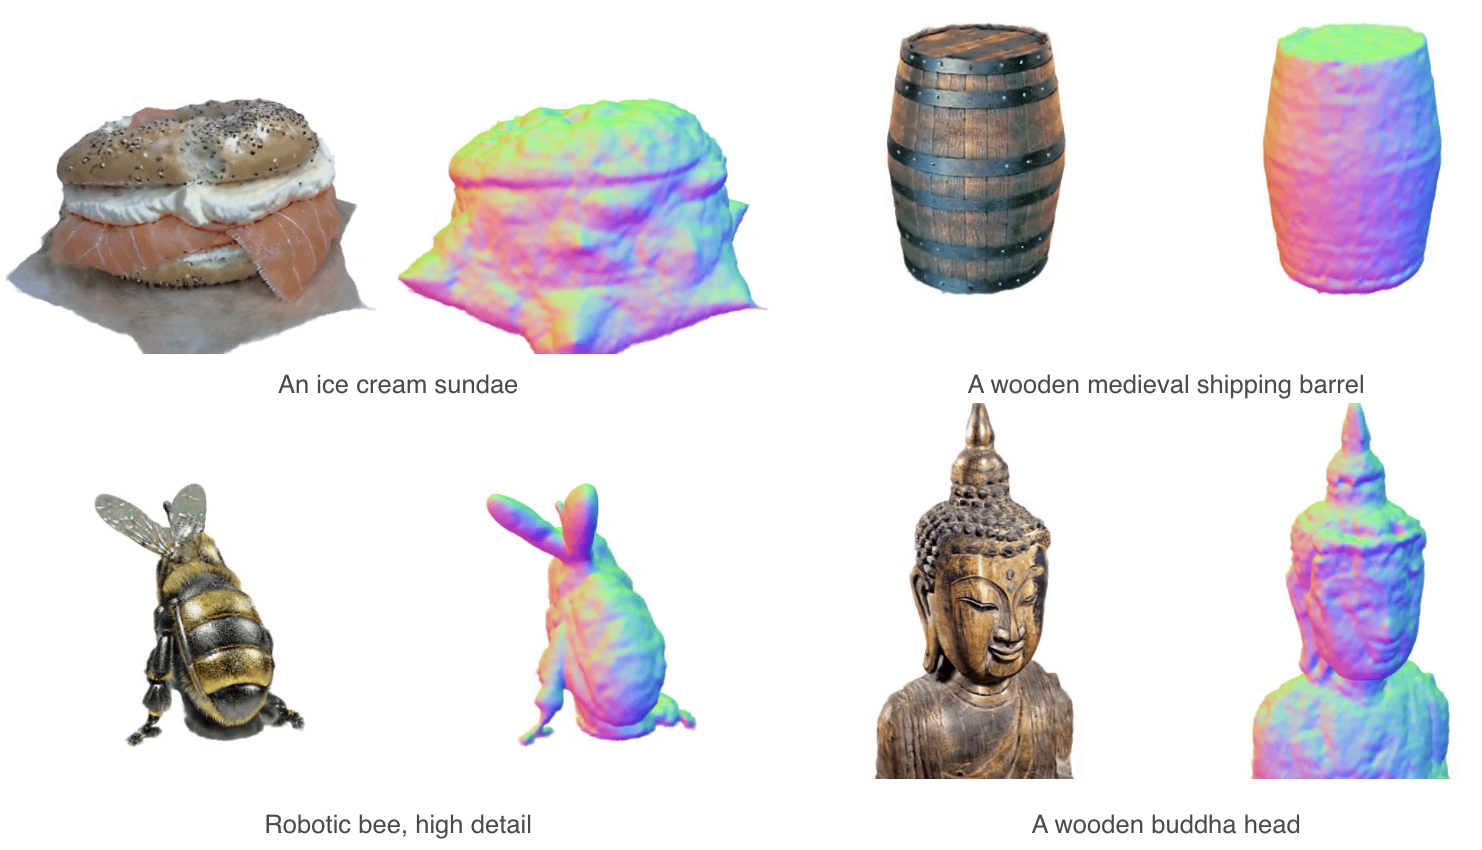 An ice cream sundae
A wooden medieval shipping barrel
Robotic bee, high detail
A wooden buddha head